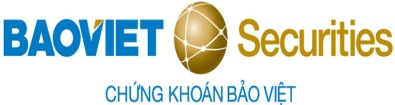 BAOVIET Securities
CHỨNG KHOÁN BẢO VIỆT